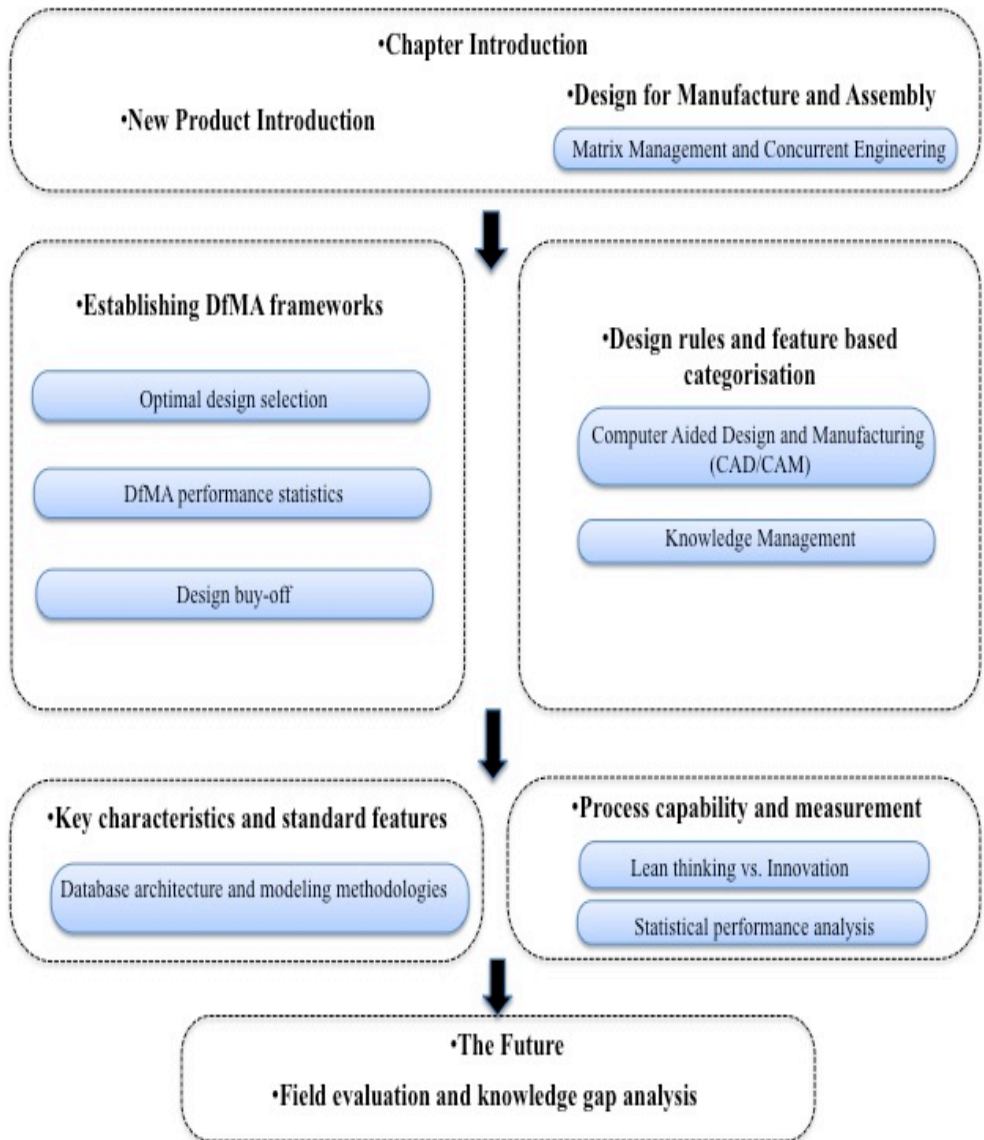 •Chapter Introduction
•New Product Introduction
•Design for Manufacture and Assembly
Matrix Management and Concurrent Engineering
•Establishing DfMA frameworks
Optimal design selection
DfMA performance statistics
Design buy-off
•Design rules and feature based
categorisation
Computer Aided Design and Manufacturing
(CAD/CAM)
Knowledge Management
•Key characteristics and standard features
Database architecture and modeling methodologies
•Process capability and measurement
Lean thinking vs. Innovation
Statistical performance analysis
•The Future
•Field evaluation and knowledge gap analysis